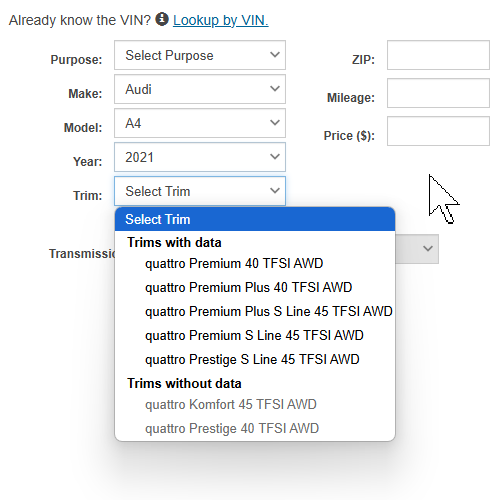 Already know the VIN? Lookup by VIN.
Purpose: Select Purpose ZIP:
Make: Audi Mileage:
Model: A4 Price ($):
Year: 2021
Trim: Select Trim
Select Trim
Trims with data
quattro Premium 40 TFSI AWD
quattro Premium Plus 40 TFSI AWD
quattro Premium Plus S Line 45 TFSI AWD
quattro Premium S Line 45 TFSI AWD
quattro Prestige S Line 45 TFSI AWD
Trims without data
quattro Komfort 45 TFSI AWD
quattro Prestige 40 TFSI AWD